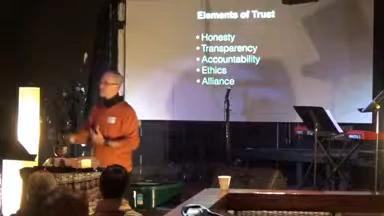 Elements of Trust
• Honesty
• Transparency
• Accountability
• Ethics
• Alliance